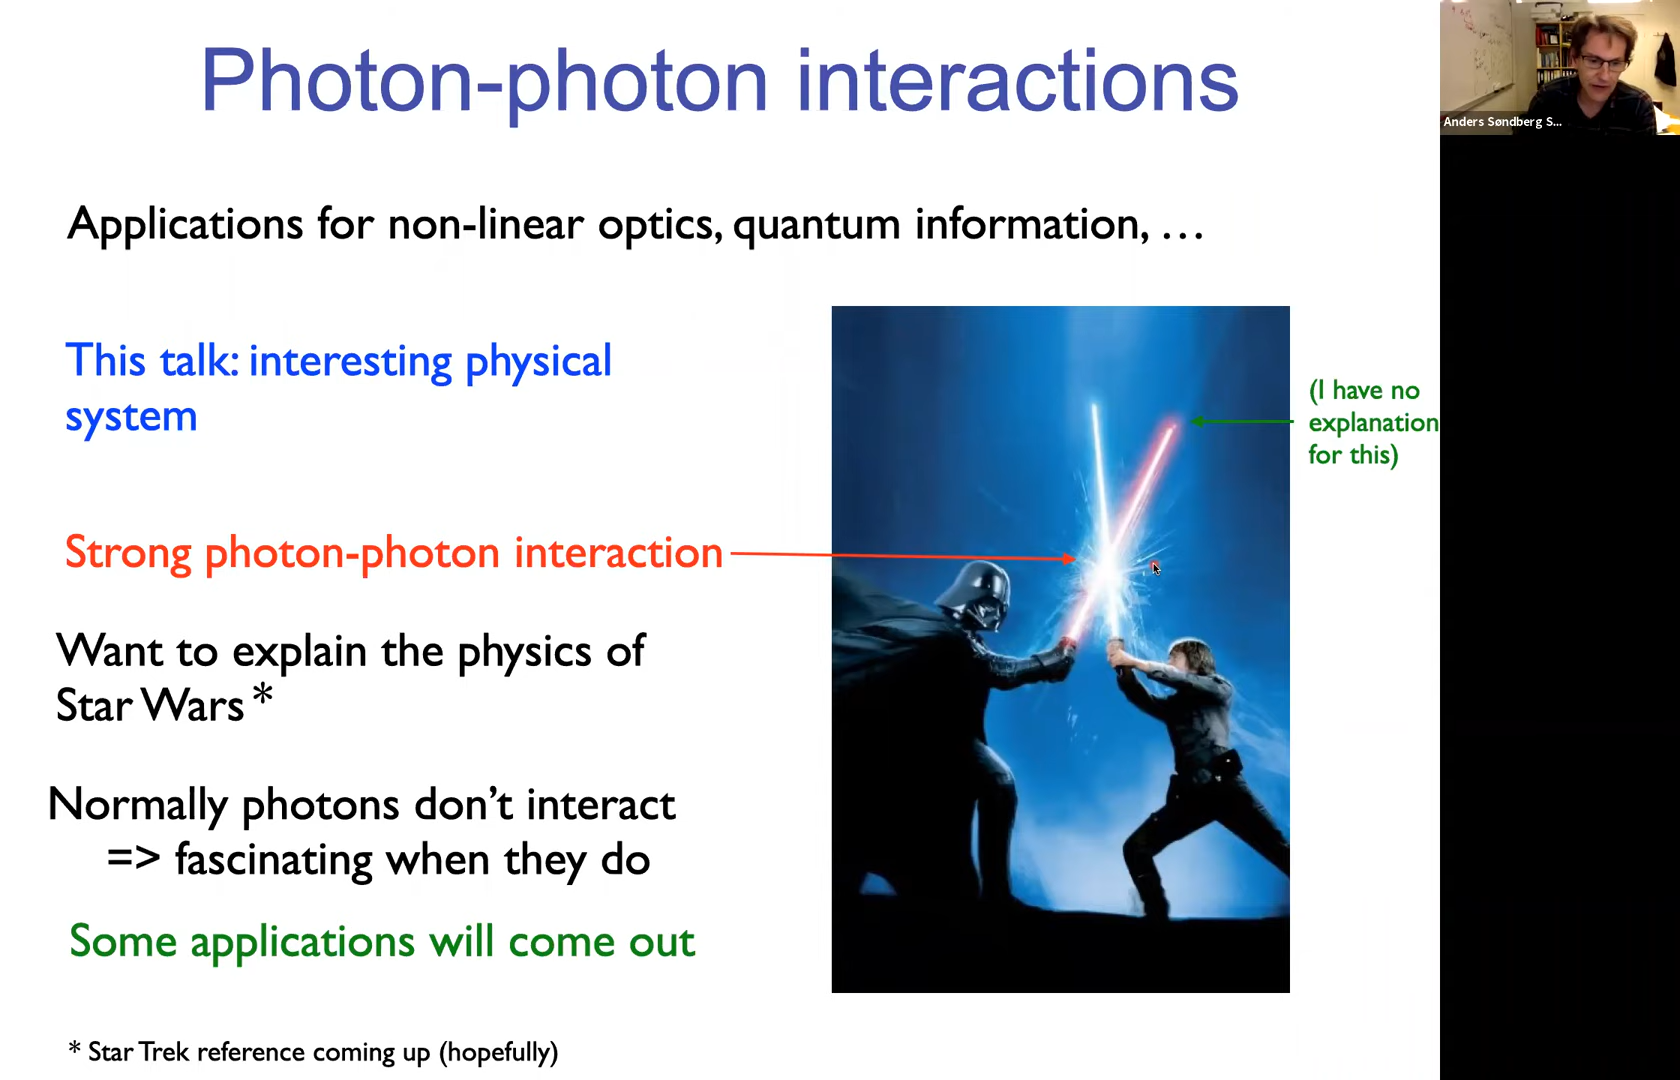 Photon-photon interactions
Applications for non-linear optics, quantum information, …
This talk: interesting physical
system
(I have no
explanation
for this)
Strong photon-photon interaction
Want to explain the physics of
Star Wars *
Normally photons don't interact
=> fascinating when they do
Some applications will come out
* Star Trek reference coming up (hopefully)
Anders Søndberg S...